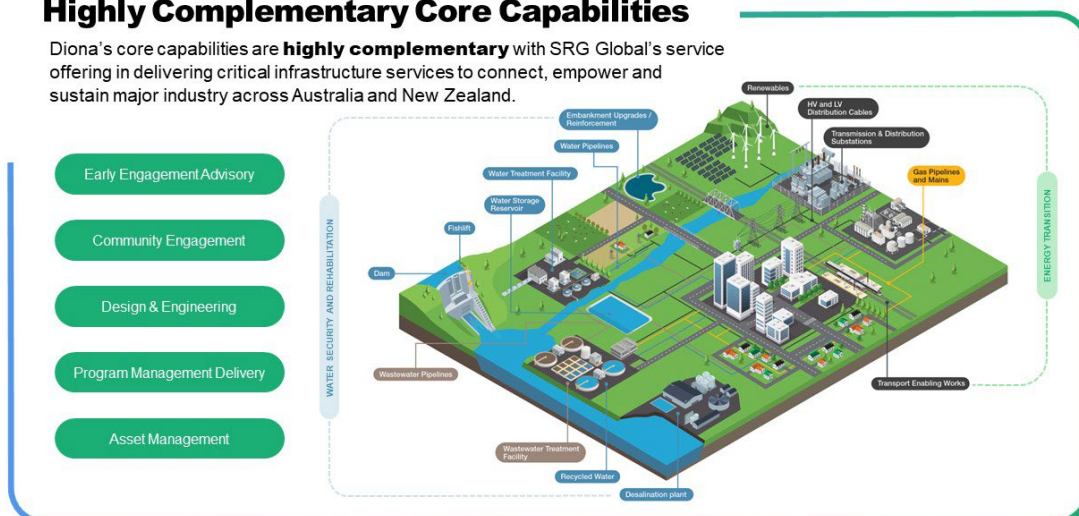 Highly Complementary Core Capabilities
Diona's core capabilities are highly complementary with SRG Global's service
offering in delivering critical infrastructure services to connect, empower and
sustain major industry across Australia and New Zealand.
Early Engagement Advisory
Community Engagement
Design & Engineering
Program Management Delivery
Asset Management
WATER SECURITY AND REHABILITATION
Embankment Upgrades /
Reinforcement
Water Pipelines
Water Treatment Facility
Water Storage
Reservoir
Fishlift
Dam
Wastewater Pipelines
Wastewater Treatment
Facility
Recycled Water
Desalination plant
Renewables
HV and LV
Distribution Cables
Transmission & Distribution
Substations
Gas Pipelines
and Mains
Transport Enabling Works
ENERGY TRANSITION